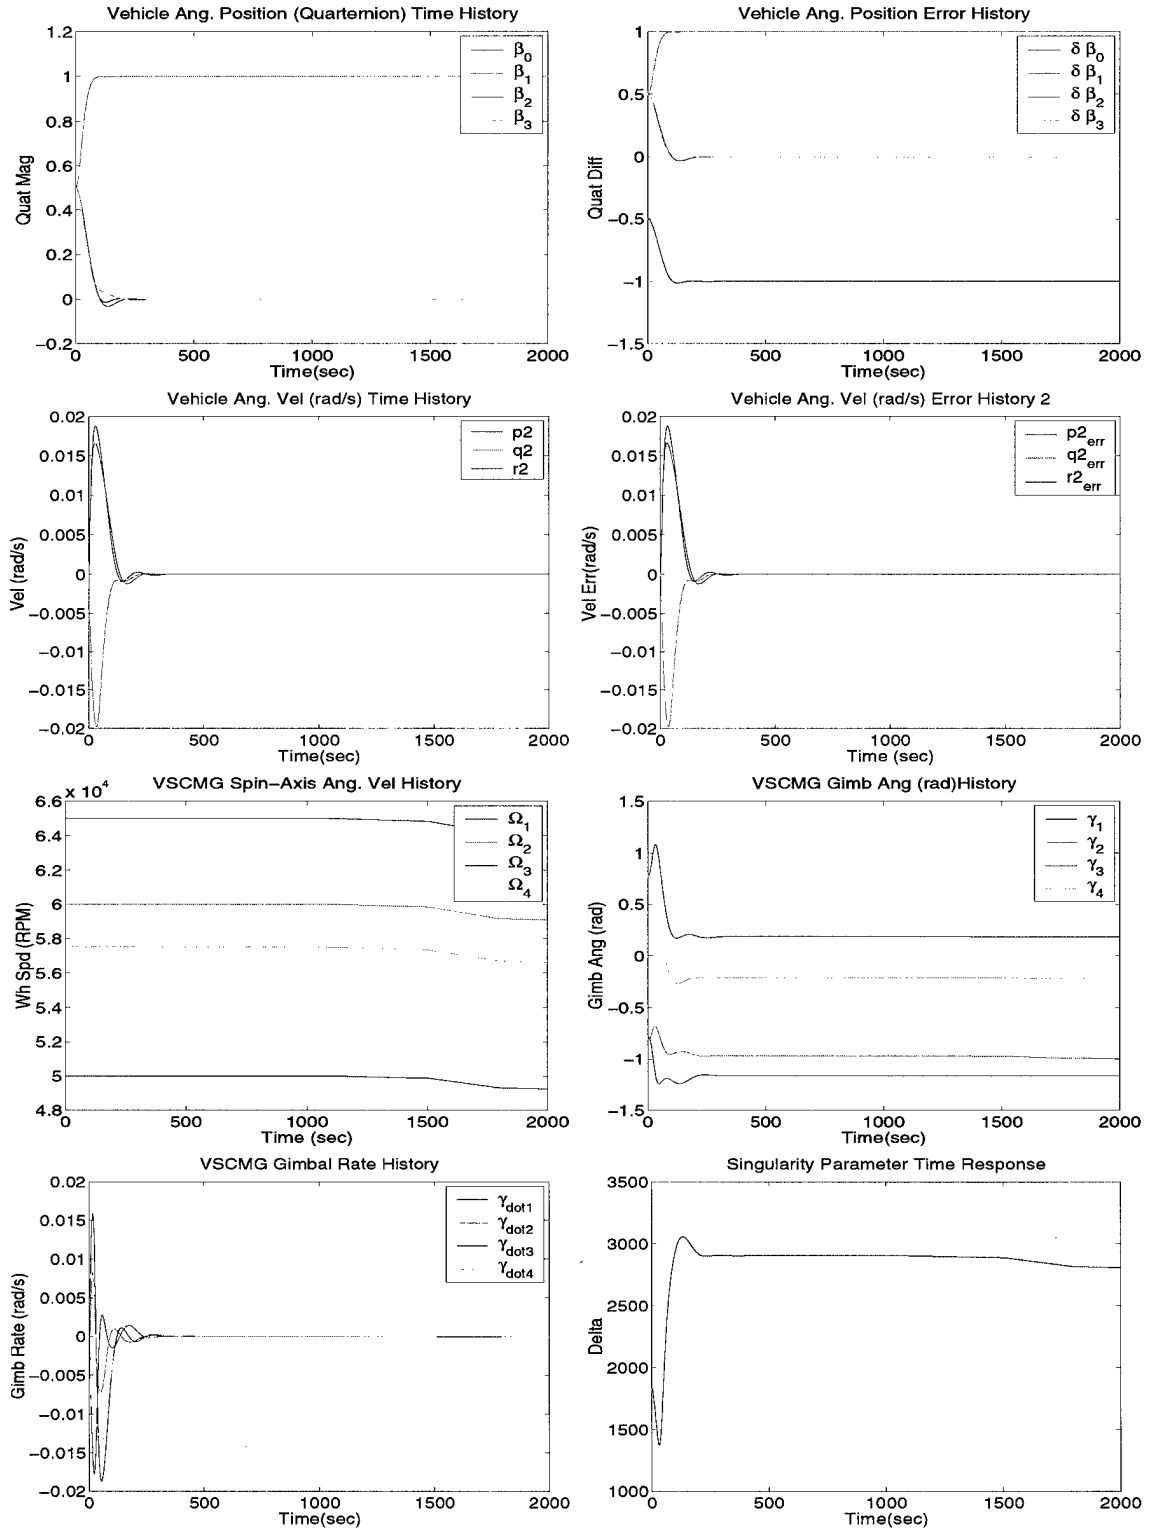 Vehicle Ang. Position (Quarternion) Time History
1.2
1
0.8
0.6
0.4
0.2
0
−0.2
Quat Mag
β0
β1
β2
β3
0 500 1000 1500 2000
Time(sec)
Vehicle Ang. Position Error History
1
0.5
0
−0.5
−1
−1.5
Quat Diff
δ β0
δ β1
δ β2
δ β3
0 500 1000 1500 2000
Time(sec)
Vehicle Ang. Vel (rad/s) Time History
0.02
0.015
0.01
0.005
0
−0.005
−0.01
−0.015
−0.02
Vel (rad/s)
p2
q2
r2
0 500 1000 1500 2000
Time(sec)
Vehicle Ang. Vel (rad/s) Error History 2
0.02
0.015
0.01
0.005
0
−0.005
−0.01
−0.015
−0.02
Vel Err(rad/s)
p2err
q2err
r2err
0 500 1000 1500 2000
Time(sec)
VSCMG Spin−Axis Ang. Vel History
x 10^4
6.6
6.4
6.2
6
5.8
5.6
5.4
5.2
5
4.8
Wh Spd (RPM)
Ω1
Ω2
Ω3
Ω4
0 500 1000 1500 2000
Time (sec)
VSCMG Gimb Ang (rad)History
1.5
1
0.5
0
−0.5
−1
−1.5
Gimb Ang (rad)
γ1
γ2
γ3
γ4
0 500 1000 1500 2000
Time(sec)
VSCMG Gimbal Rate History
0.02
0.015
0.01
0.005
0
−0.005
−0.01
−0.015
−0.02
Gimb Rate (rad/s)
γdot1
γdot2
γdot3
γdot4
0 500 1000 1500 2000
Time(sec)
Singularity Parameter Time Response
3500
3000
2500
2000
1500
1000
Delta
0 500 1000 1500 2000
Time(sec)